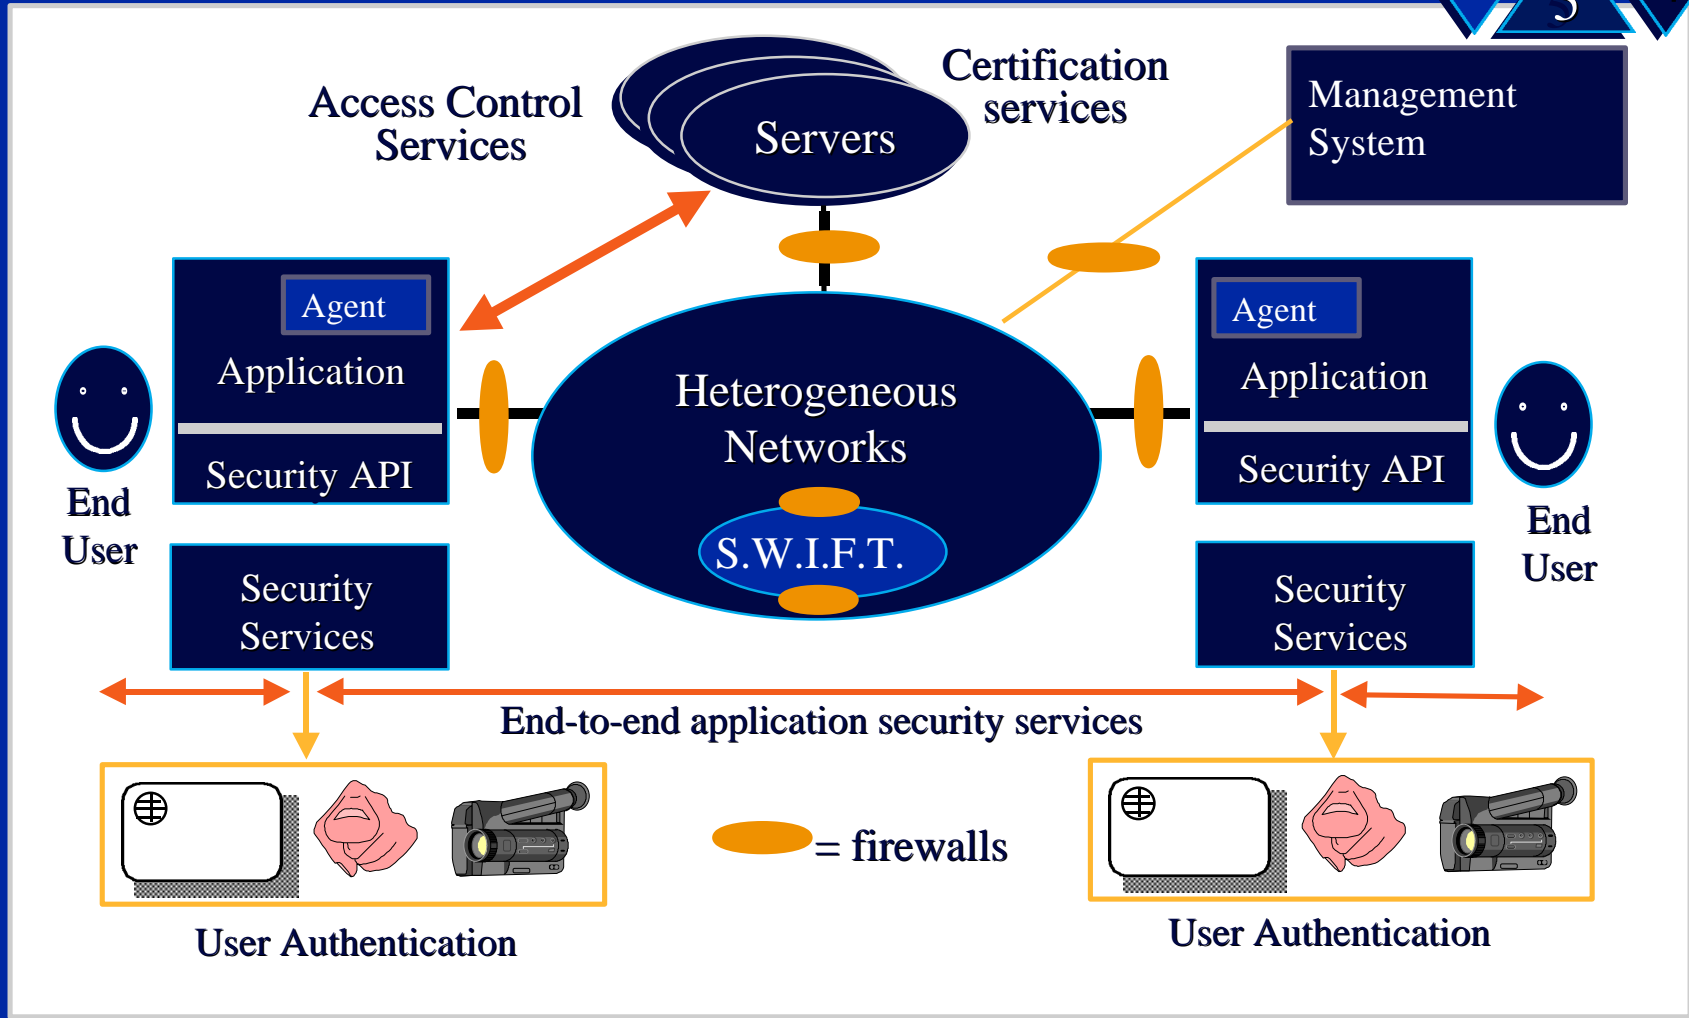 5
Access Control
Services
Servers
Certification
services
Management
System
Agent
Application
Security API
End
User
Heterogeneous
Networks
S.W.I.F.T.
Agent
Application
Security API
End
User
Security
Services
Security
Services
End-to-end application security services
= firewalls
User Authentication
User Authentication